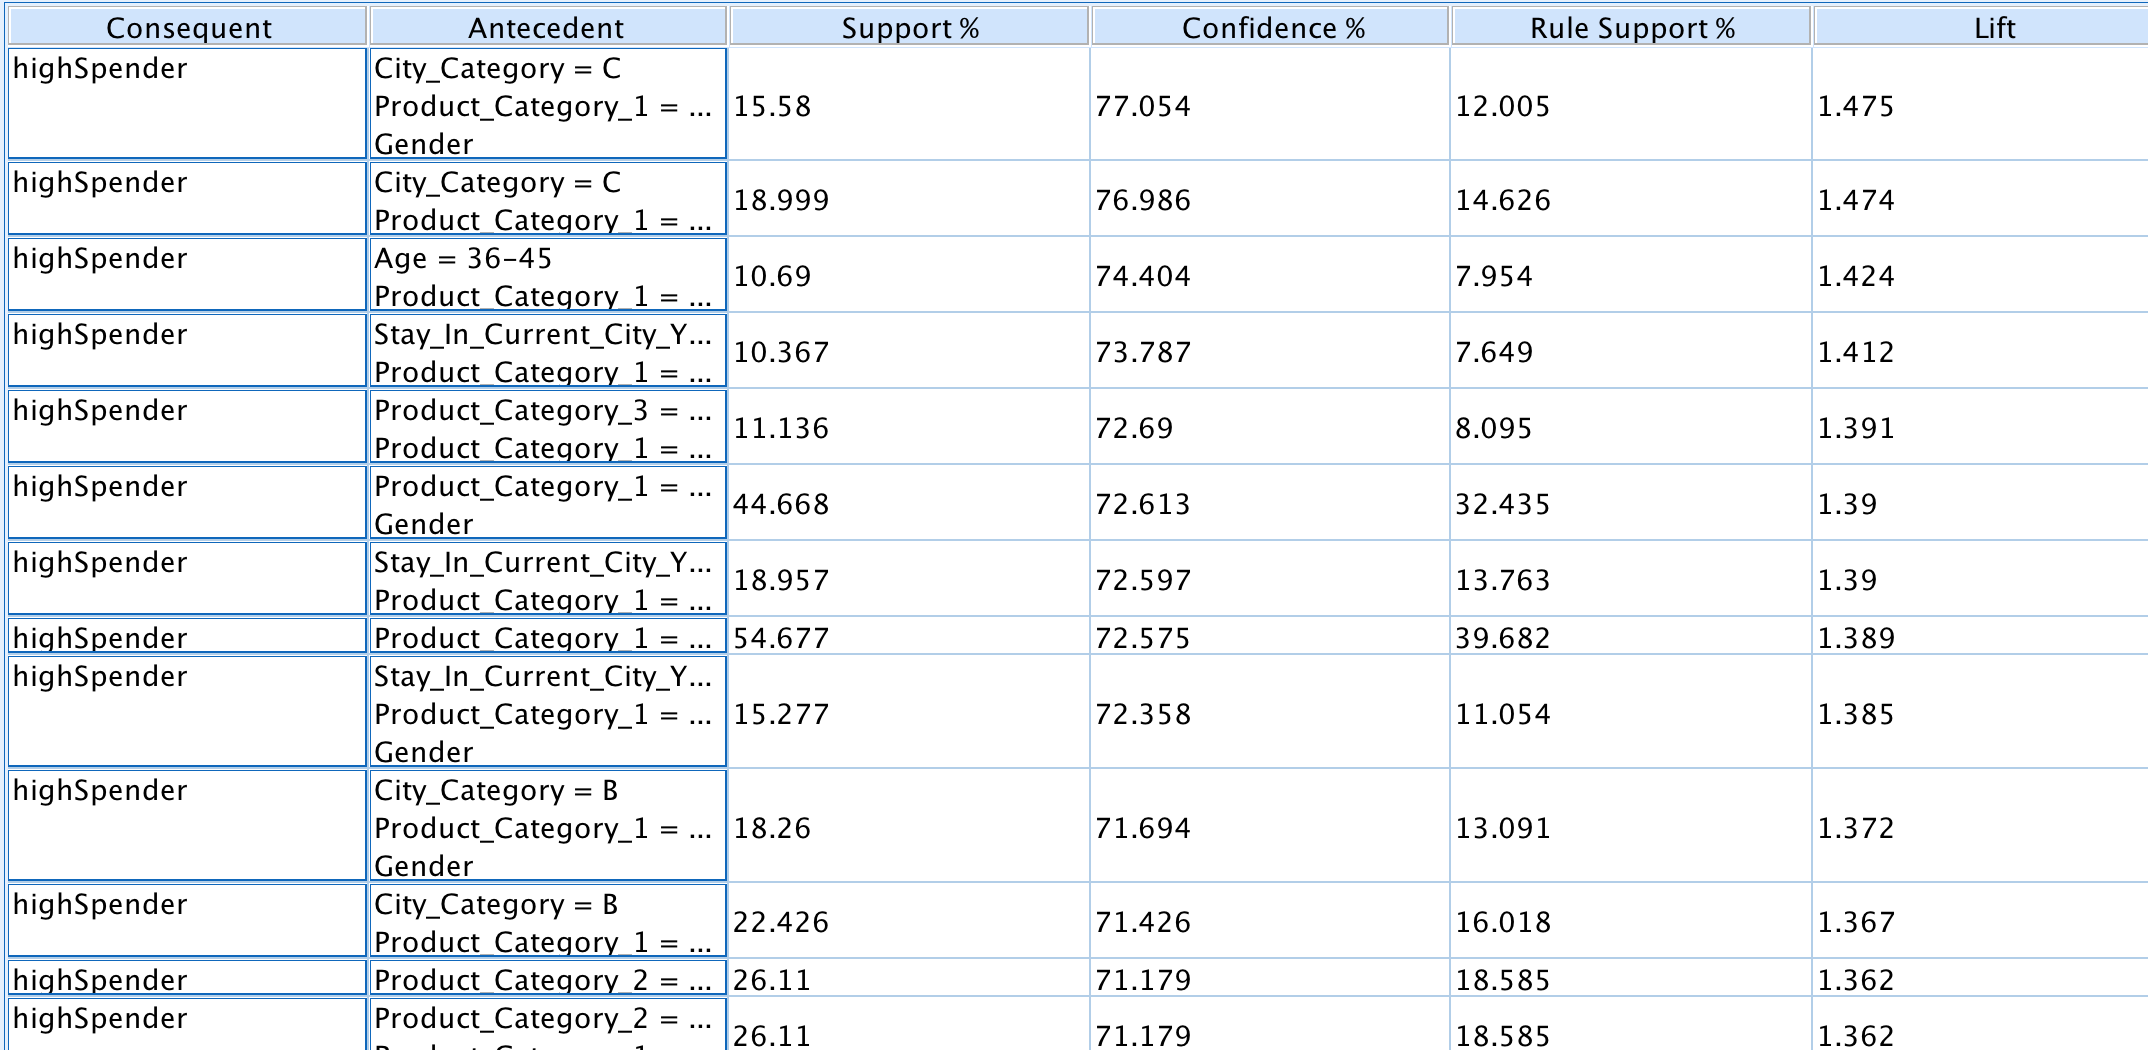 Consequent Antecedent Support % Confidence % Rule Support % Lift
highSpender City_Category = C
Product_Category_1 = ... 15.58 77.054 12.005 1.475
Gender
highSpender City_Category = C
18.999 76.986 14.626 1.474
Product_Category_1 = ...
highSpender Age = 36-45
10.69 74.404 7.954 1.424
Product_Category_1 = ...
highSpender Stay_In_Current_City_Y...
10.367 73.787 7.649 1.412
Product_Category_1 = ...
highSpender Product_Category_3 = ...
11.136 72.69 8.095 1.391
Product_Category_1 = ...
highSpender Product_Category_1 = ...
44.668 72.613 32.435 1.39
Gender
highSpender Stay_In_Current_City_Y...
18.957 72.597 13.763 1.39
Product_Category_1 = ...
highSpender Product_Category_1 = ... 54.677 72.575 39.682 1.389
highSpender Stay_In_Current_City_Y...
Product_Category_1 = ... 15.277 72.358 11.054 1.385
Gender
highSpender City_Category = B
Product_Category_1 = ... 18.26 71.694 13.091 1.372
Gender
highSpender City_Category = B
22.426 71.426 16.018 1.367
Product_Category_1 = ...
highSpender Product_Category_2 = ... 26.11 71.179 18.585 1.362
highSpender Product_Category_2 = ...
26.11 71.179 18.585 1.362